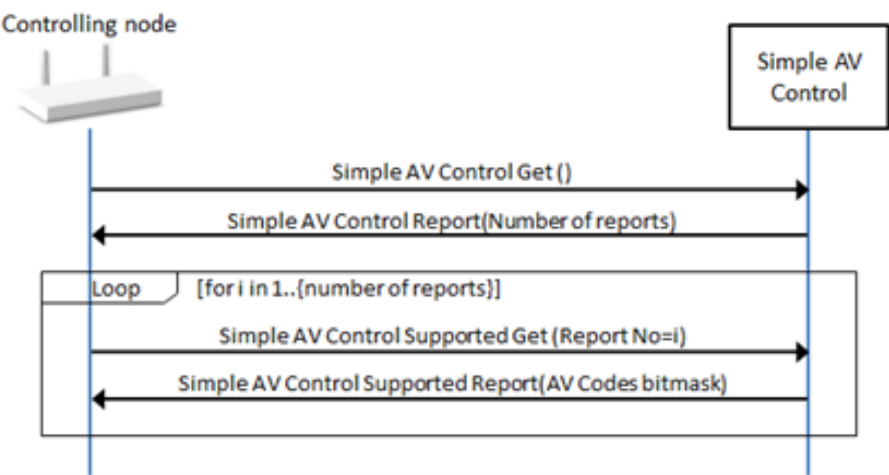 Controlling node
Simple AV
Control
Simple AV Control Get ()
Simple AV Control Report(Number of reports)
Loop [for i in 1..{number of reports}]
Simple AV Control Supported Get (Report No=i)
Simple AV Control Supported Report(AV Codes bitmask)